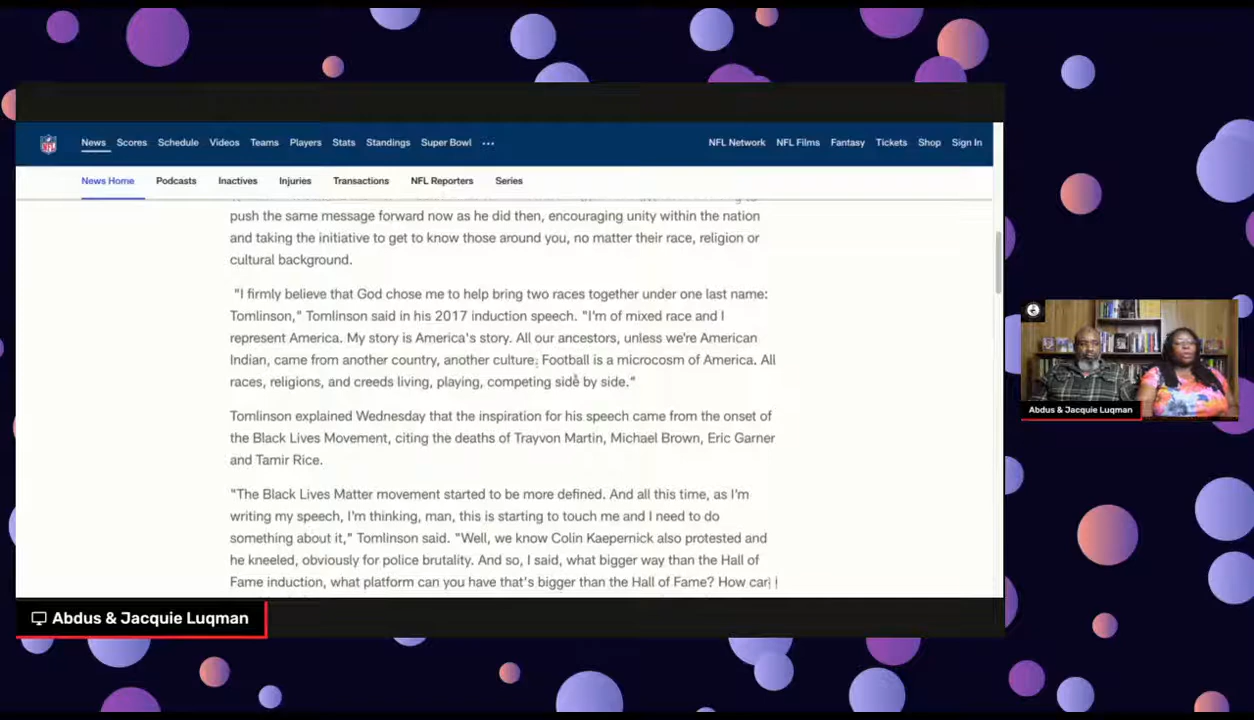 News Scores Schedule Videos Teams Players Stats Standings Super Bowl ••• NFL Network NFL Films Fantasy Tickets Shop Sign In
News Home Podcasts Inactives Injuries Transactions NFL Reporters Series
push the same message forward now as he did then, encouraging unity within the nation
and taking the initiative to get to know those around you, no matter their race, religion or
cultural background.
"I firmly believe that God chose me to help bring two races together under one last name:
Tomlinson," Tomlinson said in his 2017 induction speech. "I'm of mixed race and I
represent America. My story is America's story. All our ancestors, unless we're American
Indian, came from another country, another culture. Football is a microcosm of America. All
races, religions, and creeds living, playing, competing side by side."
Tomlinson explained Wednesday that the inspiration for his speech came from the onset of
the Black Lives Movement, citing the deaths of Trayvon Martin, Michael Brown, Eric Garner
and Tamir Rice.
"The Black Lives Matter movement started to be more defined. And all this time, as I'm
writing my speech, I'm thinking, man, this is starting to touch me and I need to do
something about it," Tomlinson said. "Well, we know Colin Kaepernick also protested and
he kneeled, obviously for police brutality. And so, I said, what bigger way than the Hall of
Fame induction, what platform can you have that's bigger than the Hall of Fame? How can I
Abdus & Jacquie Luqman
Abdus & Jacquie Luqman